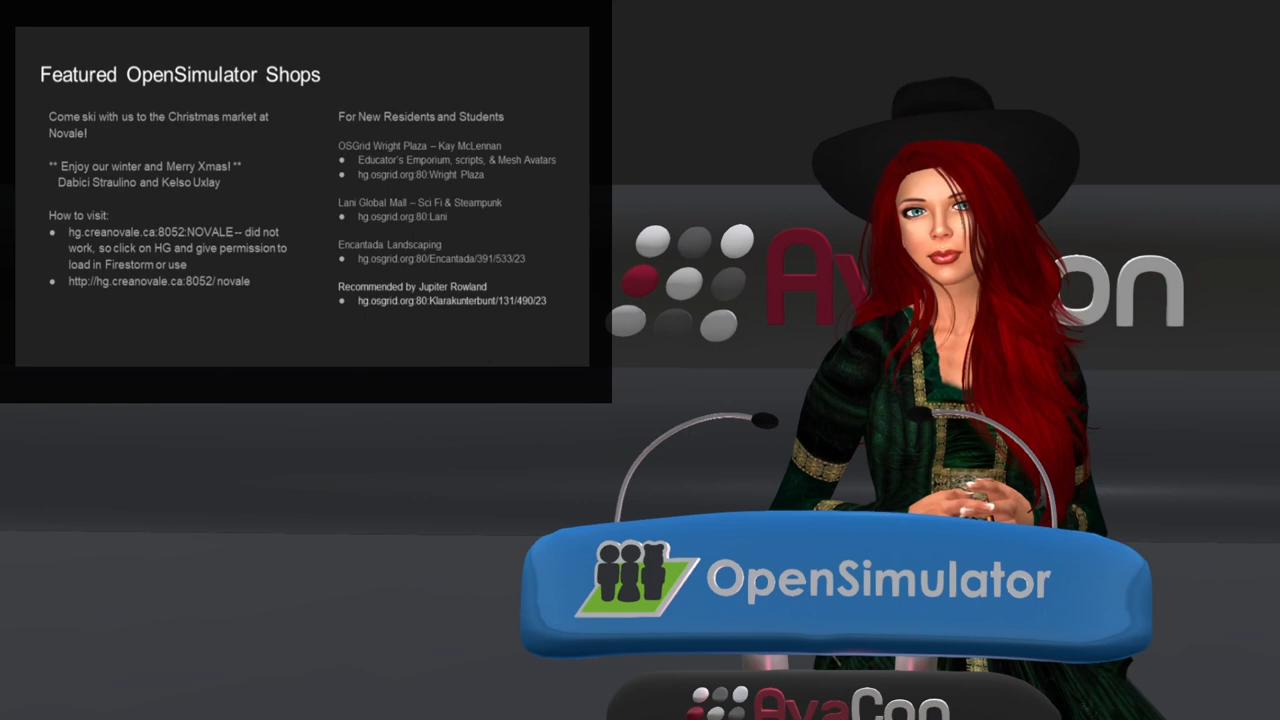 Featured OpenSimulator Shops
Come ski with us to the Christmas market at
Novale!
** Enjoy our winter and Merry Xmas! **
Dabici Straulino and Kelso Uxlay
How to visit:
● hg.creanovale.ca:8052:NOVALE -- did not
work, so click on HG and give permission to
load in Firestorm or use
● http://hg.creanovale.ca:8052/ novale
For New Residents and Students
OSGrid Wright Plaza – Kay McLennan
● Educator's Emporium, scripts, & Mesh Avatars
● hg.osgrid.org:80:Wright Plaza
Lani Global Mall – Sci Fi & Steampunk
● hg.osgrid.org:80:Lani
Encantada Landscaping
● hg.osgrid.org:80/Encantada/391/533/23
Recommended by Jupiter Rowland
● hg.osgrid.org:80:Klarakunterbunt/131/490/23
Av on
OpenSimulator
AvaCon